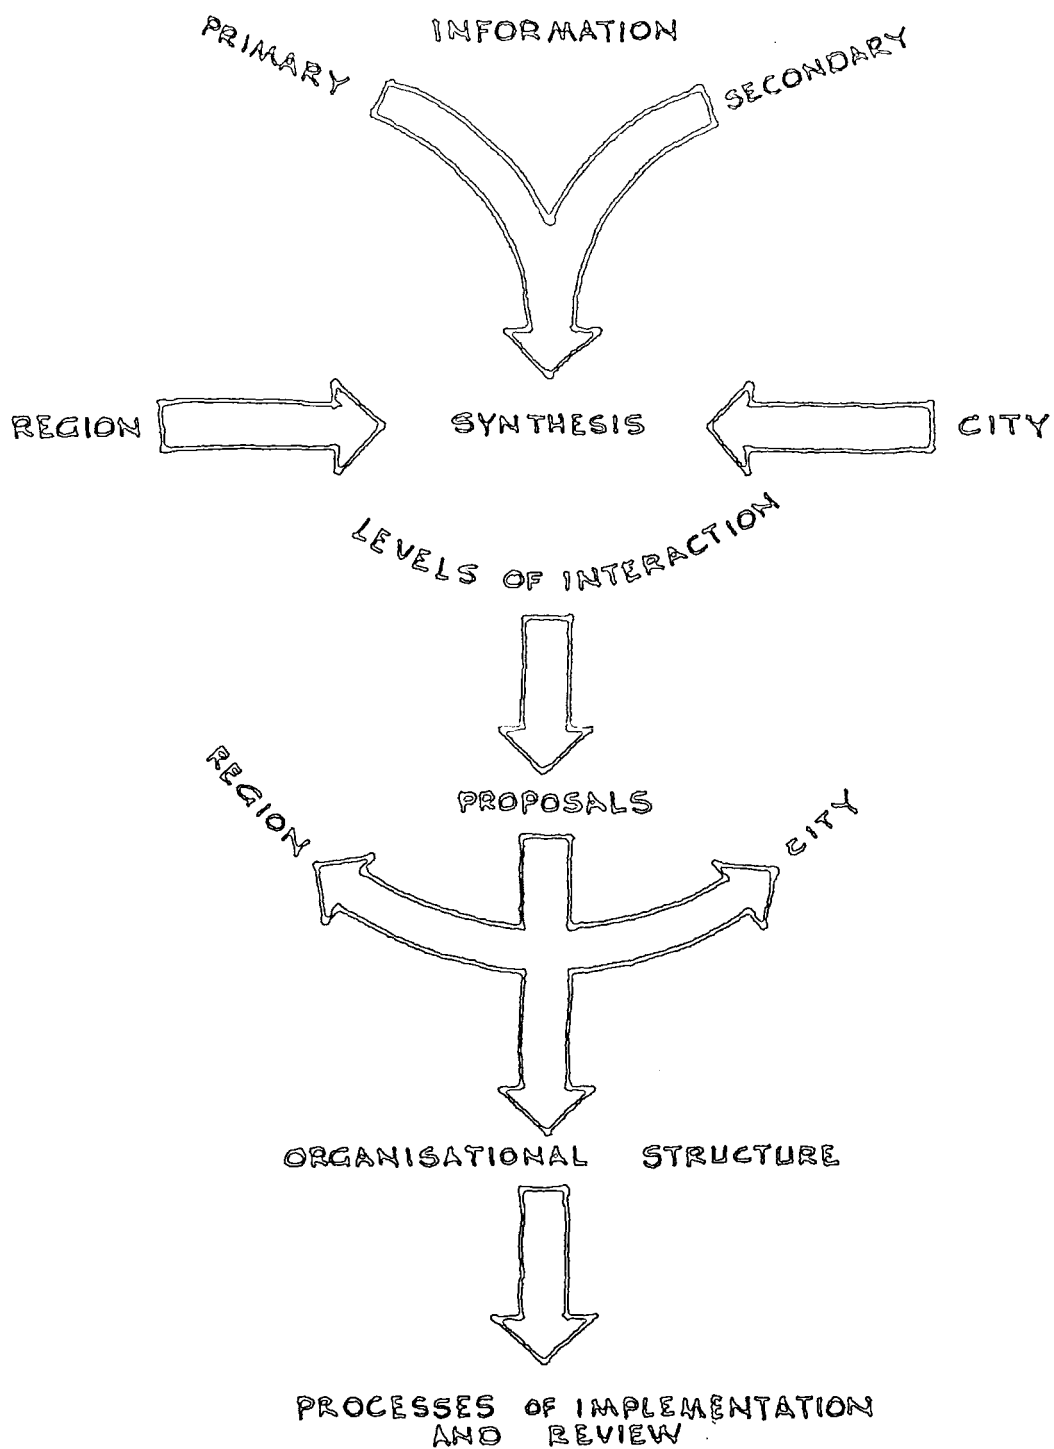 INFORMATION
PRIMARY
SECONDARY
REGION
SYNTHESIS
CITY
LEVELS OF INTERACTION
REGION
PROPOSALS
CITY
ORGANISATIONAL STRUCTURE
PROCESSES OF IMPLEMENTATION
AND REVIEW